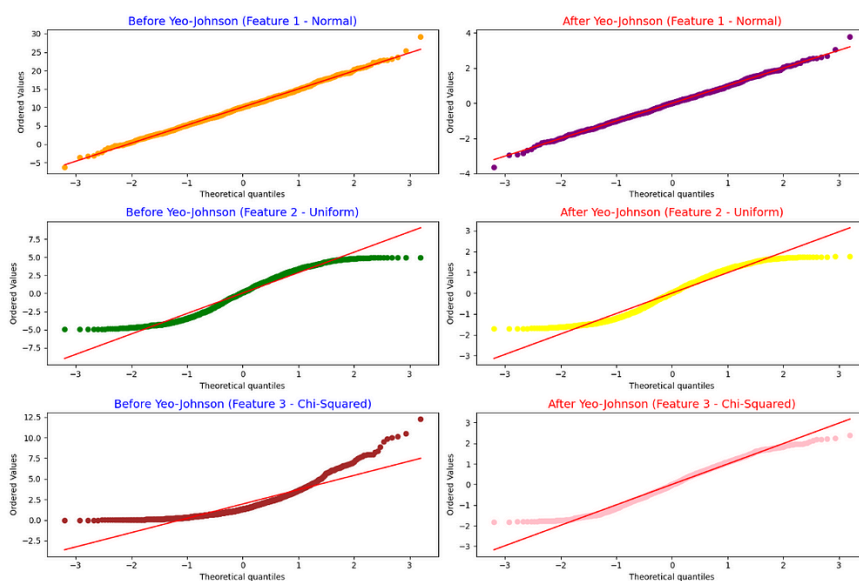 Before Yeo-Johnson (Feature 1 - Normal)
30
25
20
15
10
5
0
−5
Ordered Values
−3 −2 −1 0 1 2 3
Theoretical quantiles
After Yeo-Johnson (Feature 1 - Normal)
4
2
0
−2
−4
Ordered Values
−3 −2 −1 0 1 2 3
Theoretical quantiles
Before Yeo-Johnson (Feature 2 - Uniform)
7.5
5.0
2.5
0.0
−2.5
−5.0
−7.5
Ordered Values
−3 −2 −1 0 1 2 3
Theoretical quantiles
After Yeo-Johnson (Feature 2 - Uniform)
3
2
1
0
−1
−2
−3
Ordered Values
−3 −2 −1 0 1 2 3
Theoretical quantiles
Before Yeo-Johnson (Feature 3 - Chi-Squared)
12.5
10.0
7.5
5.0
2.5
0.0
−2.5
Ordered Values
−3 −2 −1 0 1 2 3
Theoretical quantiles
After Yeo-Johnson (Feature 3 - Chi-Squared)
3
2
1
0
−1
−2
−3
Ordered Values
−3 −2 −1 0 1 2 3
Theoretical quantiles